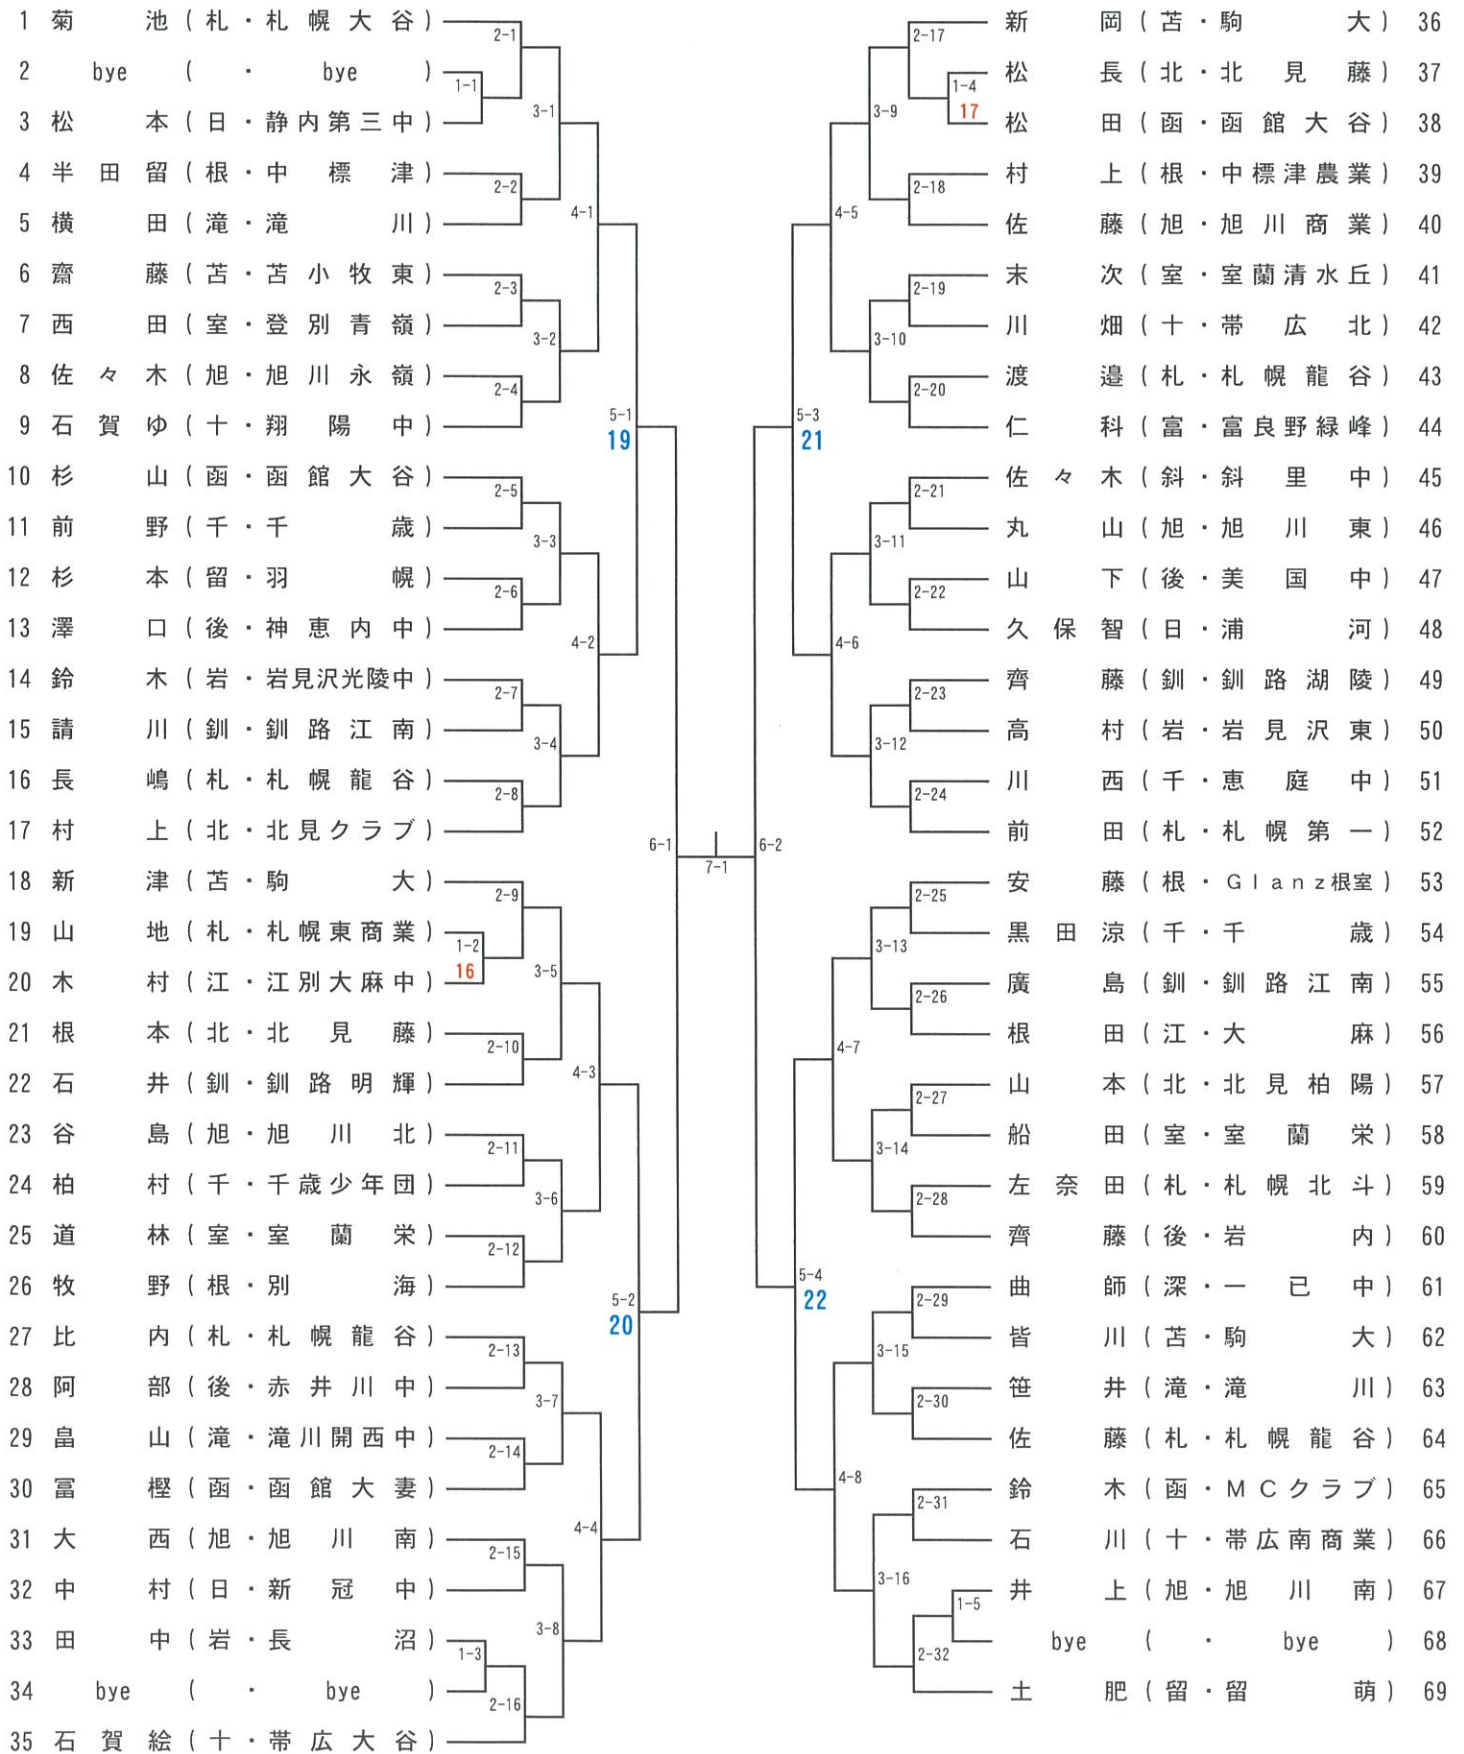 1 菊池(札・札幌大谷)
2 bye(・bye)
3 松本(日・静内第三中)
4 半田留(根・中標津)
5 横田(滝・滝川)
6 齋藤(苫・苫小牧東)
7 西田(室・登別青嶺)
8 佐々木(旭・旭川永嶺)
9 石賀ゆ(十・翔陽中)
10 杉山(函・函館大谷)
11 前野(千・千歳)
12 杉本(留・羽幌)
13 澤口(後・神恵内中)
14 鈴木(岩・岩見沢光陵中)
15 請川(釧・釧路江南)
16 長嶋(札・札幌龍谷)
17 村上(北・北見クラブ)
18 新津(苫・駒大)
19 山地(札・札幌東商業)
20 木村(江・江別大麻中)
21 根本(北・北見藤)
22 石井(釧・釧路明輝)
23 谷島(旭・旭川北)
24 柏村(千・千歳少年団)
25 道林(室・室蘭栄)
26 牧野(根・別海)
27 比内(札・札幌龍谷)
28 阿部(後・赤井川中)
29 畠山(滝・滝川開西中)
30 冨樫(函・函館大妻)
31 大西(旭・旭川南)
32 中村(日・新冠中)
33 田中(岩・長沼)
34 bye(・bye)
35 石賀絵(十・帯広大谷)
1-1
1-2
16
1-3
2-1
2-2
2-3
2-4
2-5
2-6
2-7
2-8
2-9
2-10
2-11
2-12
2-13
2-14
2-15
2-16
3-1
3-2
3-3
3-4
3-5
3-6
3-7
3-8
4-1
4-2
4-3
4-4
5-1
19
5-2
20
6-1
7-1
6-2
5-3
21
5-4
22
4-5
4-6
4-7
4-8
3-9
3-10
3-11
3-12
3-13
3-14
3-15
3-16
2-17
2-18
2-19
2-20
2-21
2-22
2-23
2-24
2-25
2-26
2-27
2-28
2-29
2-30
2-31
2-32
1-4
17
1-5
新岡(苫・駒大) 36
松長(北・北見藤) 37
松田(函・函館大谷) 38
村上(根・中標津農業) 39
佐藤(旭・旭川商業) 40
末次(室・室蘭清水丘) 41
川畑(十・帯広北) 42
渡邉(札・札幌龍谷) 43
仁科(富・富良野緑峰) 44
佐々木(斜・斜里中) 45
丸山(旭・旭川東) 46
山下(後・美国中) 47
久保智(日・浦河) 48
齊藤(釧・釧路湖陵) 49
高村(岩・岩見沢東) 50
川西(千・恵庭中) 51
前田(札・札幌第一) 52
安藤(根・Glanz根室) 53
黒田涼(千・千歳) 54
廣島(釧・釧路江南) 55
根田(江・大麻) 56
山本(北・北見柏陽) 57
船田(室・室蘭栄) 58
左奈田(札・札幌北斗) 59
齊藤(後・岩内) 60
曲師(深・一已中) 61
皆川(苫・駒大) 62
笹井(滝・滝川) 63
佐藤(札・札幌龍谷) 64
鈴木(函・MCクラブ) 65
石川(十・帯広南商業) 66
井上(旭・旭川南) 67
bye(・bye) 68
土肥(留・留萌) 69